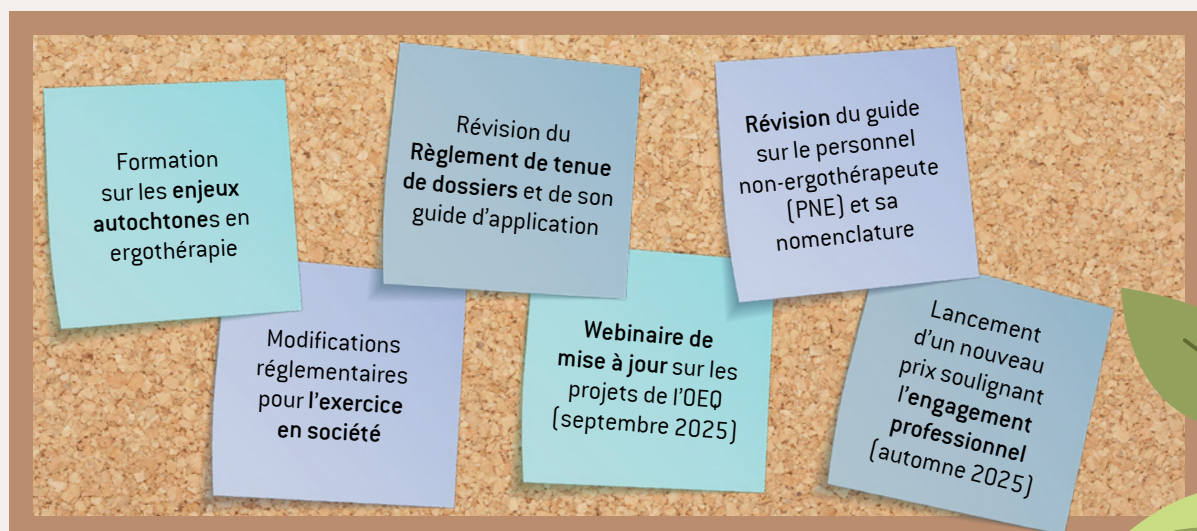 Formation
sur les enjeux
autochtones en
ergothérapie
Révision du
Règlement de tenue
de dossiers et de son
guide d'application
Révision du guide
sur le personnel
non-ergothérapeute
(PNE) et sa
nomenclature
Modifications
réglementaires
pour l'exercice
en société
Webinaire de
mise à jour sur les
projets de l'OEQ
(septembre 2025)
Lancement
d'un nouveau
prix soulignant
l'engagement
professionnel
(automne 2025)